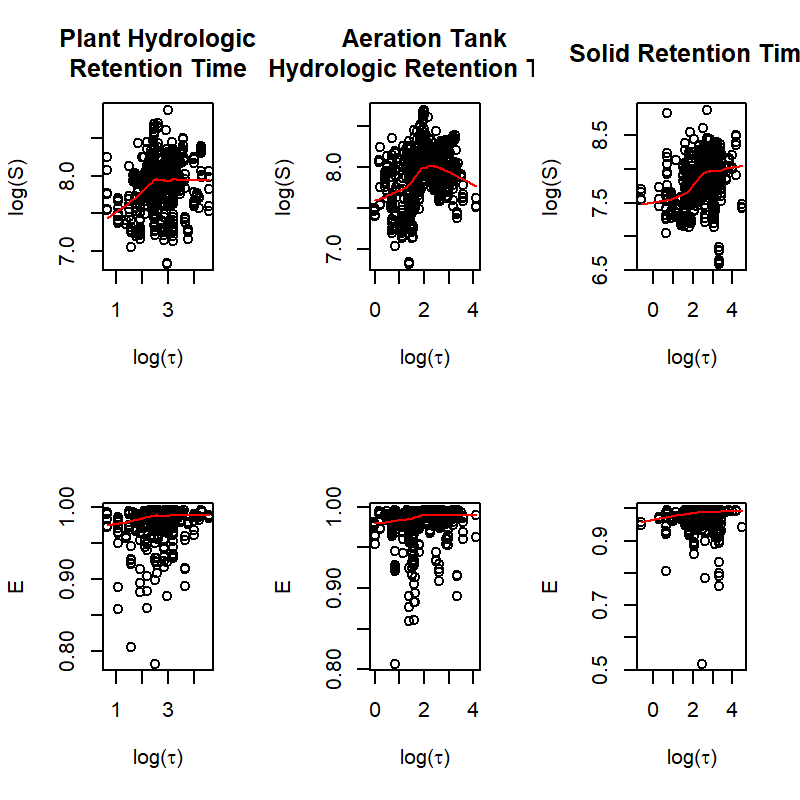 Plant Hydrologic
Retention Time
Aeration Tank
Hydrologic Retention T
Solid Retention Tim
log(S)
7.0 8.0
1 3
log(τ)
log(S)
7.0 8.0
0 2 4
log(τ)
log(S)
6.5 7.5 8.5
0 2 4
log(τ)
E
0.80 0.90 1.00
1 3
log(τ)
E
0.80 0.90 1.00
0 2 4
log(τ)
E
0.5 0.7 0.9
0 2 4
log(τ)